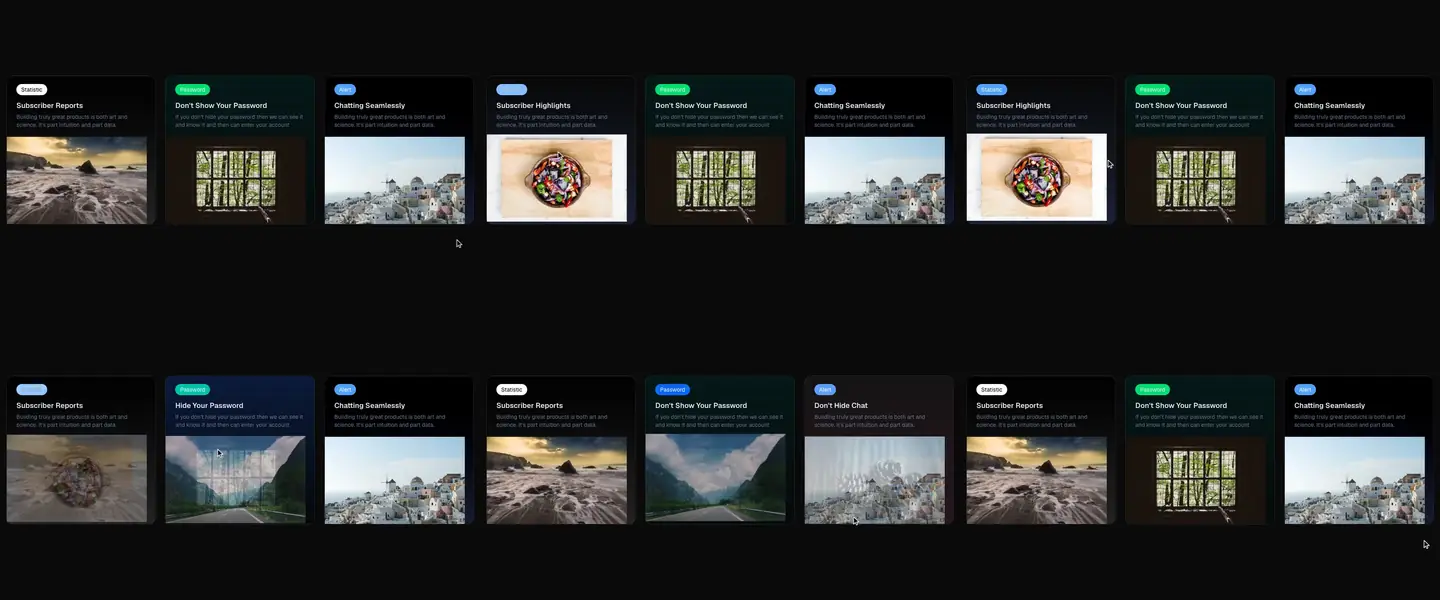 Statistic
Subscriber Reports
Building truly great products is both art and
science. It's part intuition and part data.
Password
Don't Show Your Password
If you don't hide your password then we can see it
and know it and then can enter your account
Alert
Chatting Seamlessly
Building truly great products is both art and
science. It's part intuition and part data.
Subscriber Highlights
Building truly great products is both art and
science. It's part intuition and part data.
Password
Don't Show Your Password
If you don't hide your password then we can see it
and know it and then can enter your account
Alert
Chatting Seamlessly
Building truly great products is both art and
science. It's part intuition and part data.
Statistic
Subscriber Highlights
Building truly great products is both art and
science. It's part intuition and part data.
Password
Don't Show Your Password
If you don't hide your password then we can see it
and know it and then can enter your account
Alert
Chatting Seamlessly
Building truly great products is both art and
science. It's part intuition and part data.
Subscriber Reports
Building truly great products is both art and
science. It's part intuition and part data.
Password
Hide Your Password
If you don't hide your password then we can see it
and know it and then can enter your account
Alert
Chatting Seamlessly
Building truly great products is both art and
science. It's part intuition and part data.
Statistic
Subscriber Reports
Building truly great products is both art and
science. It's part intuition and part data.
Password
Don't Show Your Password
If you don't hide your password then we can see it
and know it and then can enter your account
Alert
Don't Hide Chat
Building truly great products is both art and
science. It's part intuition and part data.
Statistic
Subscriber Reports
Building truly great products is both art and
science. It's part intuition and part data.
Password
Don't Show Your Password
If you don't hide your password then we can see it
and know it and then can enter your account
Alert
Chatting Seamlessly
Building truly great products is both art and
science. It's part intuition and part data.